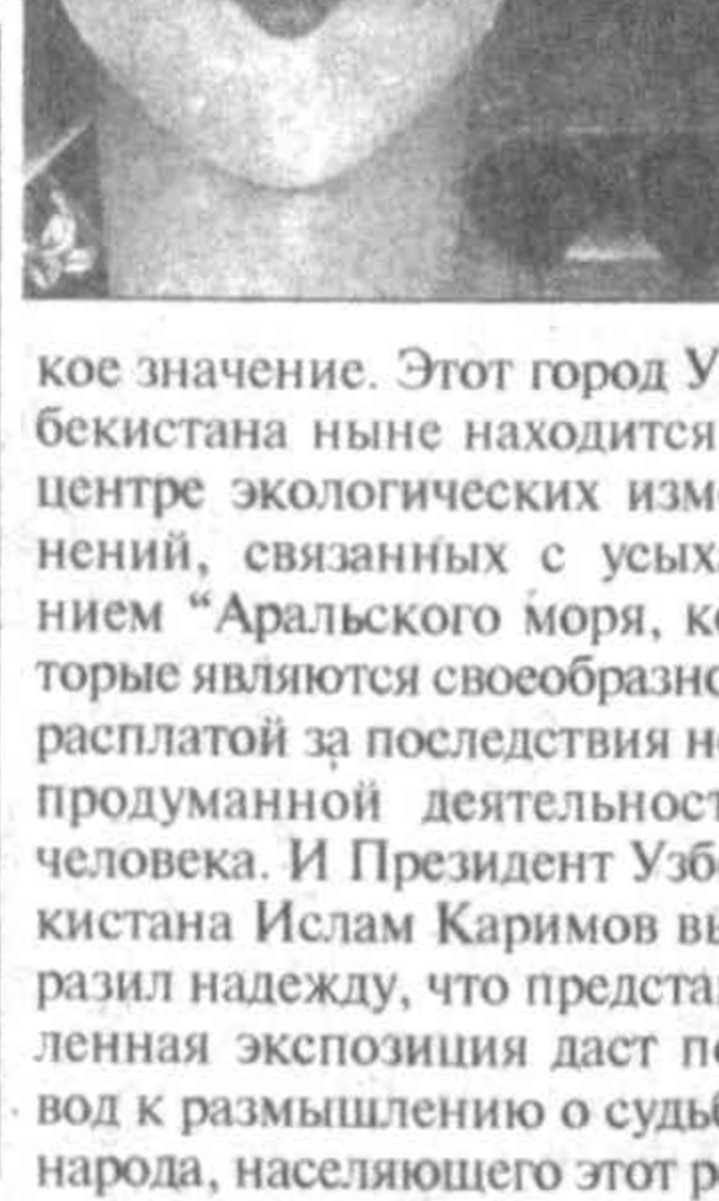 кое значение. Этот город У
бекистана ныне находится
центре экологических изме
нений, связанных с усыха
нием “Аральского моря, ко
торые являются своеобразно
расплатой за последствия не
продуманной деятельност
человека. И Президент Узбе
кистана Ислам Каримов вы
разил надежду, что представ
ленная экспозиция даст по
вод к размышлению о судьб
народа, населяющего этот р